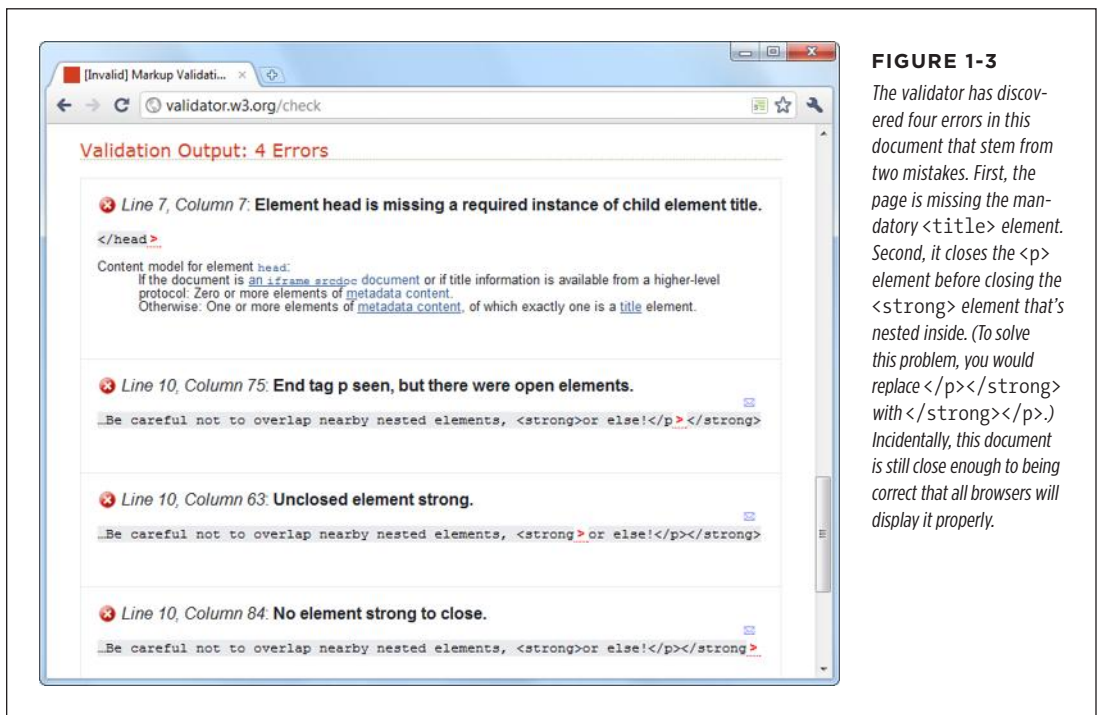 [Invalid] Markup Validati...
validator.w3.org/check
Validation Output: 4 Errors
Line 7, Column 7: Element head is missing a required instance of child element title.
</head>
Content model for element head:
If the document is an iframe srcdoc document or if title information is available from a higher-level
protocol: Zero or more elements of metadata content.
Otherwise: One or more elements of metadata content, of which exactly one is a title element.
Line 10, Column 75: End tag p seen, but there were open elements.
…Be careful not to overlap nearby nested elements, <strong>or else!</p></strong>
Line 10, Column 63: Unclosed element strong.
…Be careful not to overlap nearby nested elements, <strong>or else!</p></strong>
Line 10, Column 84: No element strong to close.
…Be careful not to overlap nearby nested elements, <strong>or else!</p></strong>
FIGURE 1-3
The validator has discov-
ered four errors in this
document that stem from
two mistakes. First, the
page is missing the man-
datory <title> element.
Second, it closes the <p>
element before closing the
<strong> element that's
nested inside. (To solve
this problem, you would
replace </p></strong>
with </strong></p>.)
Incidentally, this document
is still close enough to being
correct that all browsers will
display it properly.